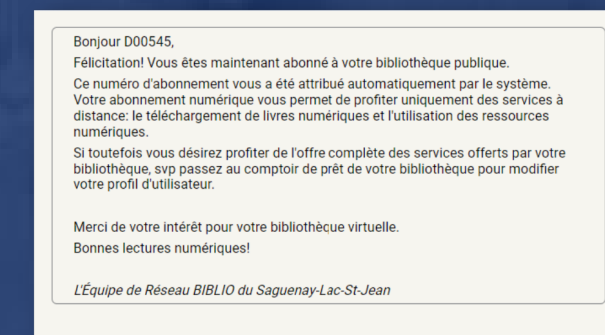 Bonjour D00545,
Félicitation! Vous êtes maintenant abonné à votre bibliothèque publique.
Ce numéro d'abonnement vous a été attribué automatiquement par le système.
Votre abonnement numérique vous permet de profiter uniquement des services à
distance: le téléchargement de livres numériques et l'utilisation des ressources
numériques.
Si toutefois vous désirez profiter de l'offre complète des services offerts par votre
bibliothèque, svp passez au comptoir de prêt de votre bibliothèque pour modifier
votre profil d'utilisateur.
Merci de votre intérêt pour votre bibliothèque virtuelle.
Bonnes lectures numériques!
L'Équipe de Réseau BIBLIO du Saguenay-Lac-St-Jean